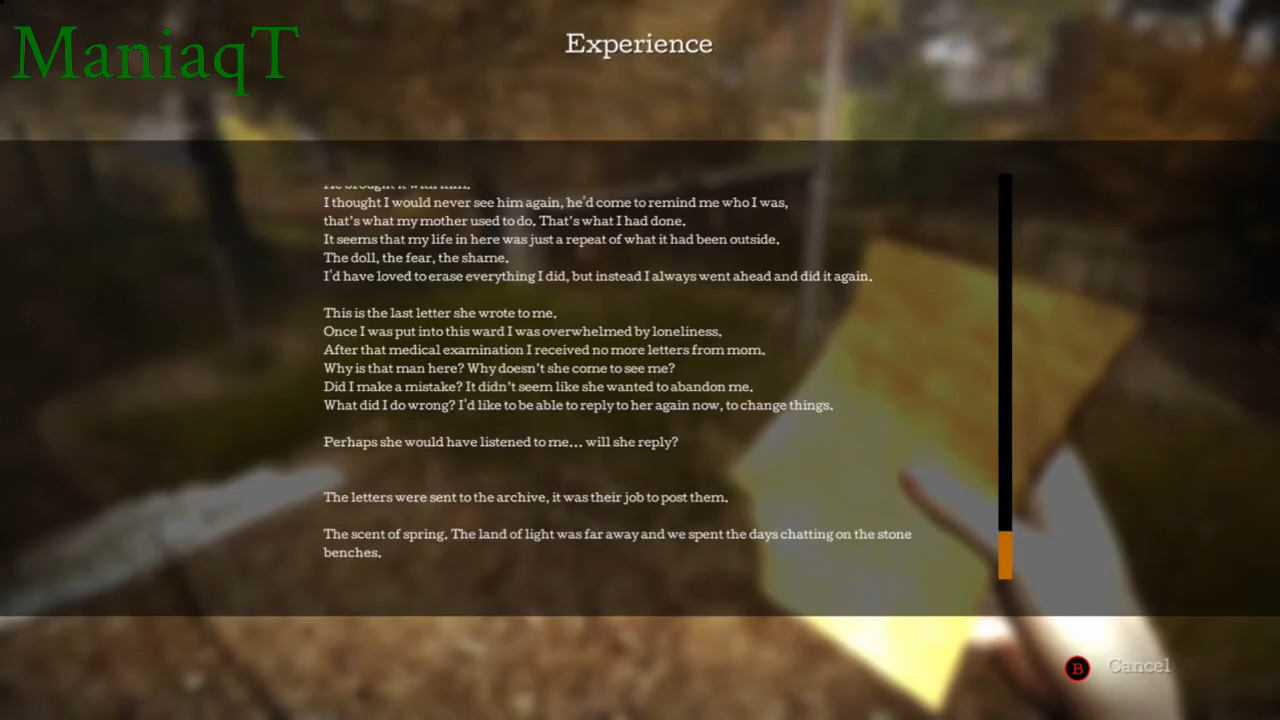 ManiaqT
Experience
He brought it with him.
I thought I would never see him again, he'd come to remind me who I was,
that's what my mother used to do. That's what I had done.
It seems that my life in here was just a repeat of what it had been outside.
The doll, the fear, the shame.
I'd have loved to erase everything I did, but instead I always went ahead and did it again.
This is the last letter she wrote to me.
Once I was put into this ward I was overwhelmed by loneliness.
After that medical examination I received no more letters from mom.
Why is that man here? Why doesn't she come to see me?
Did I make a mistake? It didn't seem like she wanted to abandon me.
What did I do wrong? I'd like to be able to reply to her again now, to change things.
Perhaps she would have listened to me... will she reply?
The letters were sent to the archive, it was their job to post them.
The scent of spring. The land of light was far away and we spent the days chatting on the stone
benches.
B Cancel